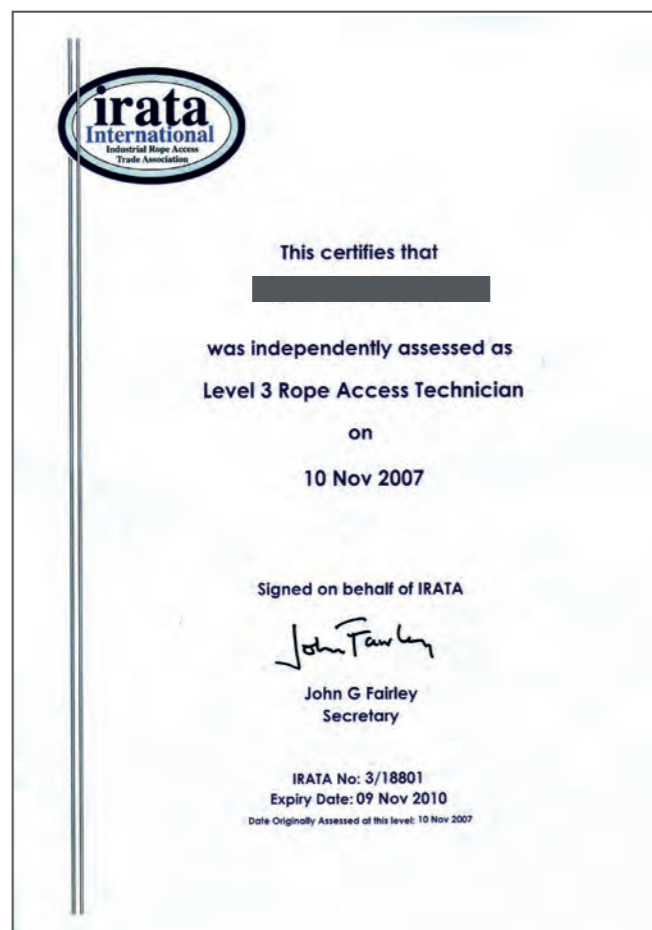 irata
International
Industrial Rope Access
Trade Association
This certifies that
was independently assessed as
Level 3 Rope Access Technician
on
10 Nov 2007
Signed on behalf of IRATA
John Fairley
John G Fairley
Secretary
IRATA No: 3/18801
Expiry Date: 09 Nov 2010
Date Originally Assessed at this level: 10 Nov 2007